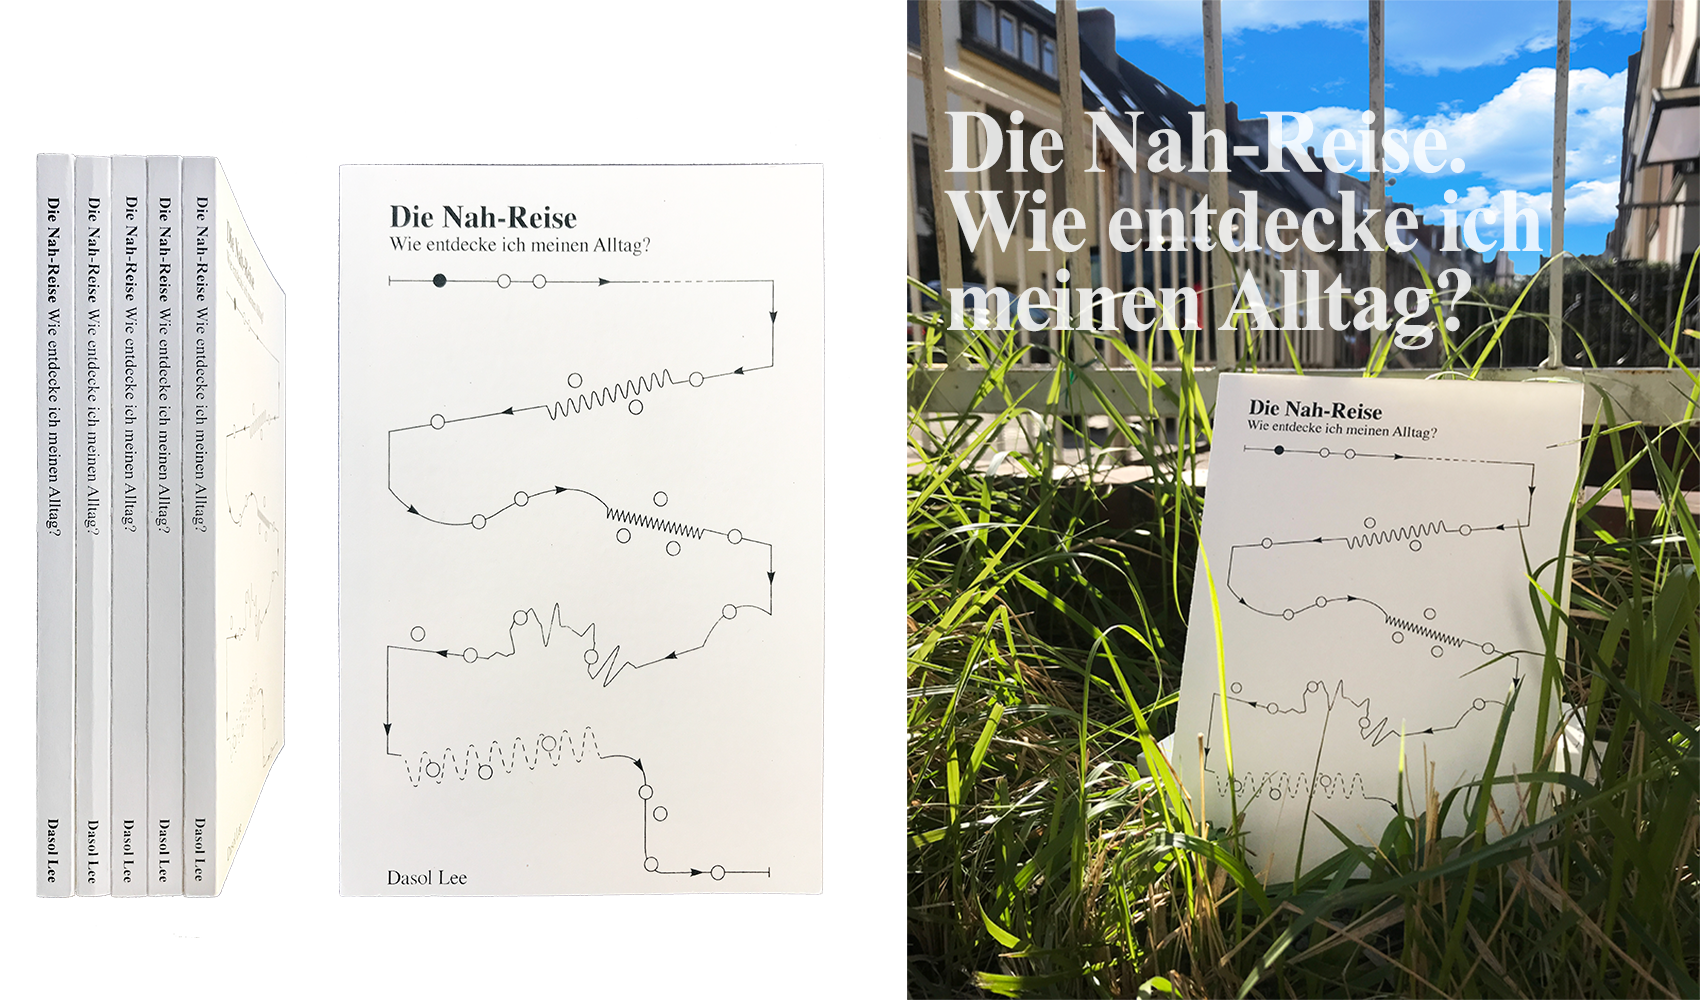 Die Nah-Reise Wie entdecke ich meinen Alltag? Dasol Lee
Die Nah-Reise Wie entdecke ich meinen Alltag? Dasol Lee
Die Nah-Reise Wie entdecke ich meinen Alltag? Dasol Lee
Die Nah-Reise Wie entdecke ich meinen Alltag? Dasol Lee
Die Nah-Reise Wie entdecke ich meinen Alltag? Dasol Lee
Die Nah-Reise
Wie entdecke ich meinen Alltag?
Dasol Lee
Die Nah-Reise.
Wie entdecke ich
meinen Alltag?
Die Nah-Reise
Wie entdecke ich meinen Alltag?